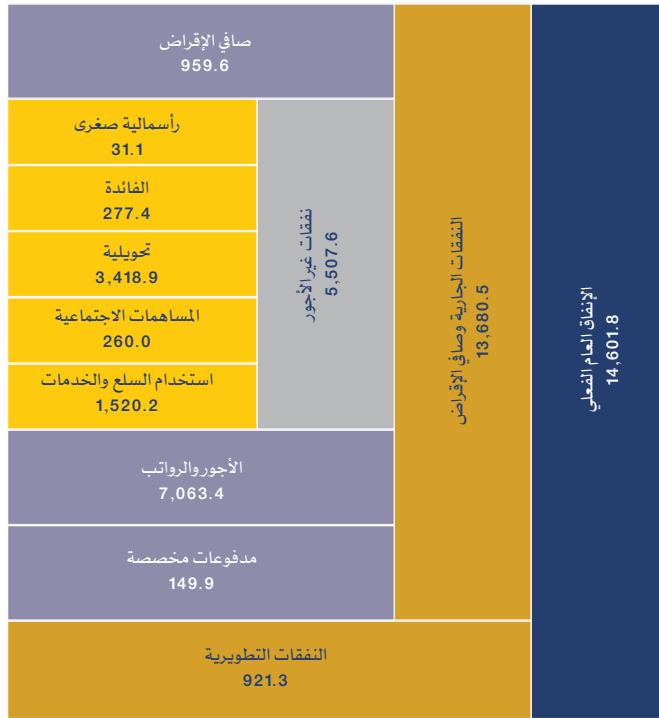 الإنفاق العام الفعلي
14,601.8
النفقات الجارية وصافي الإقراض
13,680.5
صافي الإقراض
959.6
نفقات غير الأجور
5,507.6
رأسمالية صغرى
31.1
الفائدة
277.4
تحويلية
3,418.9
المساهمات الاجتماعية
260.0
استخدام السلع والخدمات
1,520.2
الأجور والرواتب
7,063.4
مدفوعات مخصصة
149.9
النفقات التطويرية
921.3